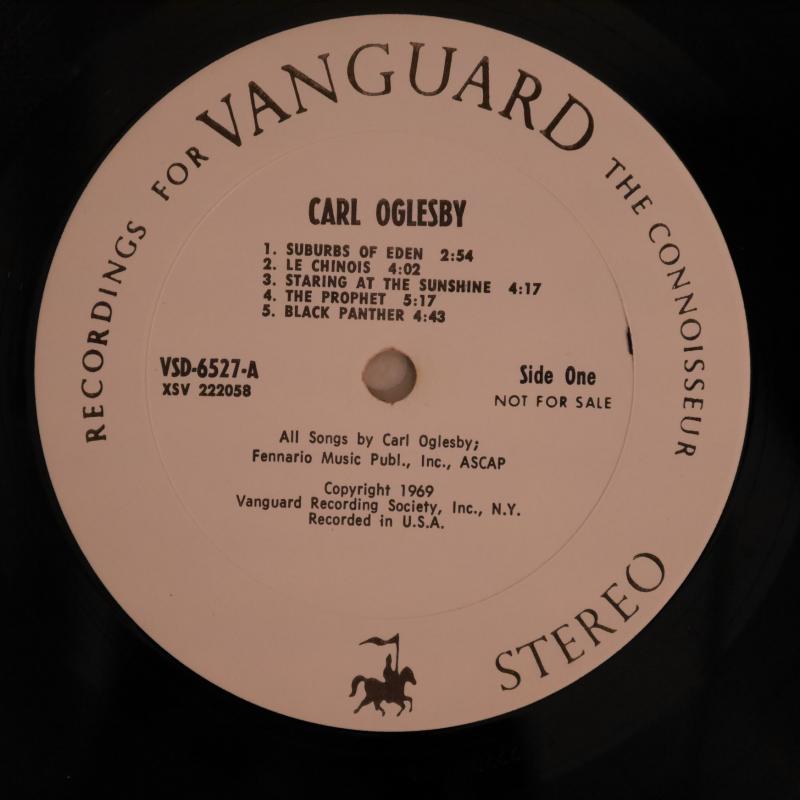 RECORDINGS FOR VANGUARD THE CONNOISSEUR
CARL OGLESBY
1. SUBURBS OF EDEN 2:54
2. LE CHINOIS 4:02
3. STARING AT THE SUNSHINE 4:17
4. THE PROPHET 5:17
5. BLACK PANTHER 4:43
VSD-6527-A
XSV 222058
Side One
NOT FOR SALE
All Songs by Carl Oglesby;
Fennario Music Publ., Inc., ASCAP
Copyright 1969
Vanguard Recording Society, Inc., N.Y.
Recorded in U.S.A.
STEREO